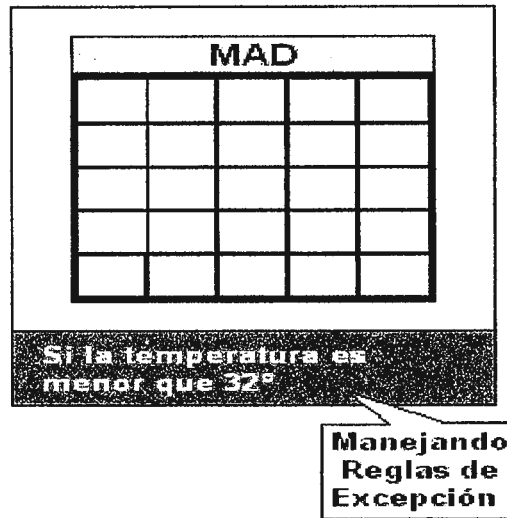 MAD
Si la temperatura es
menor que 32°
Manejando
Reglas de
Excepción